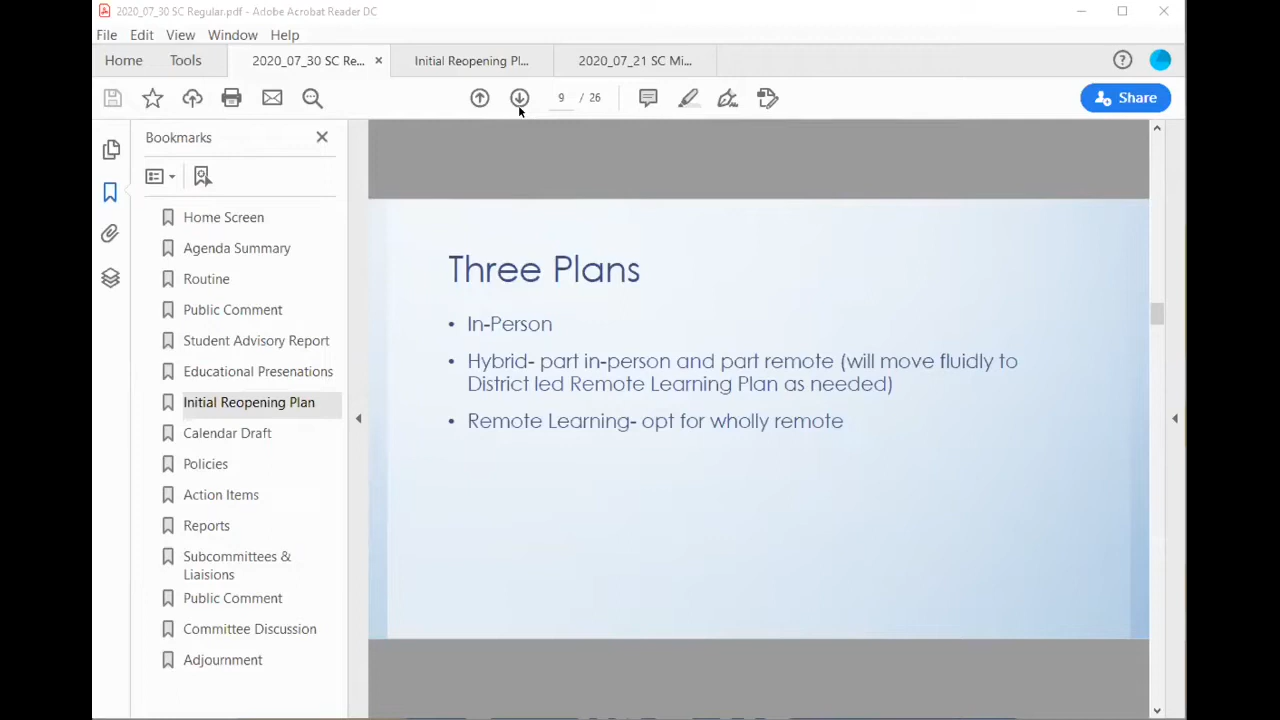 2020_07_30 SC Regular.pdf - Adobe Acrobat Reader DC
File Edit View Window Help
Home Tools 2020_07_30 SC Re... × Initial Reopening Pl... 2020_07_21 SC Mi...
9 / 26 Share
Bookmarks
Home Screen
Agenda Summary
Routine
Public Comment
Student Advisory Report
Educational Presenations
Initial Reopening Plan
Calendar Draft
Policies
Action Items
Reports
Subcommittees &
Liaisions
Public Comment
Committee Discussion
Adjournment
Three Plans
• In-Person
• Hybrid- part in-person and part remote (will move fluidly to
District led Remote Learning Plan as needed)
• Remote Learning- opt for wholly remote